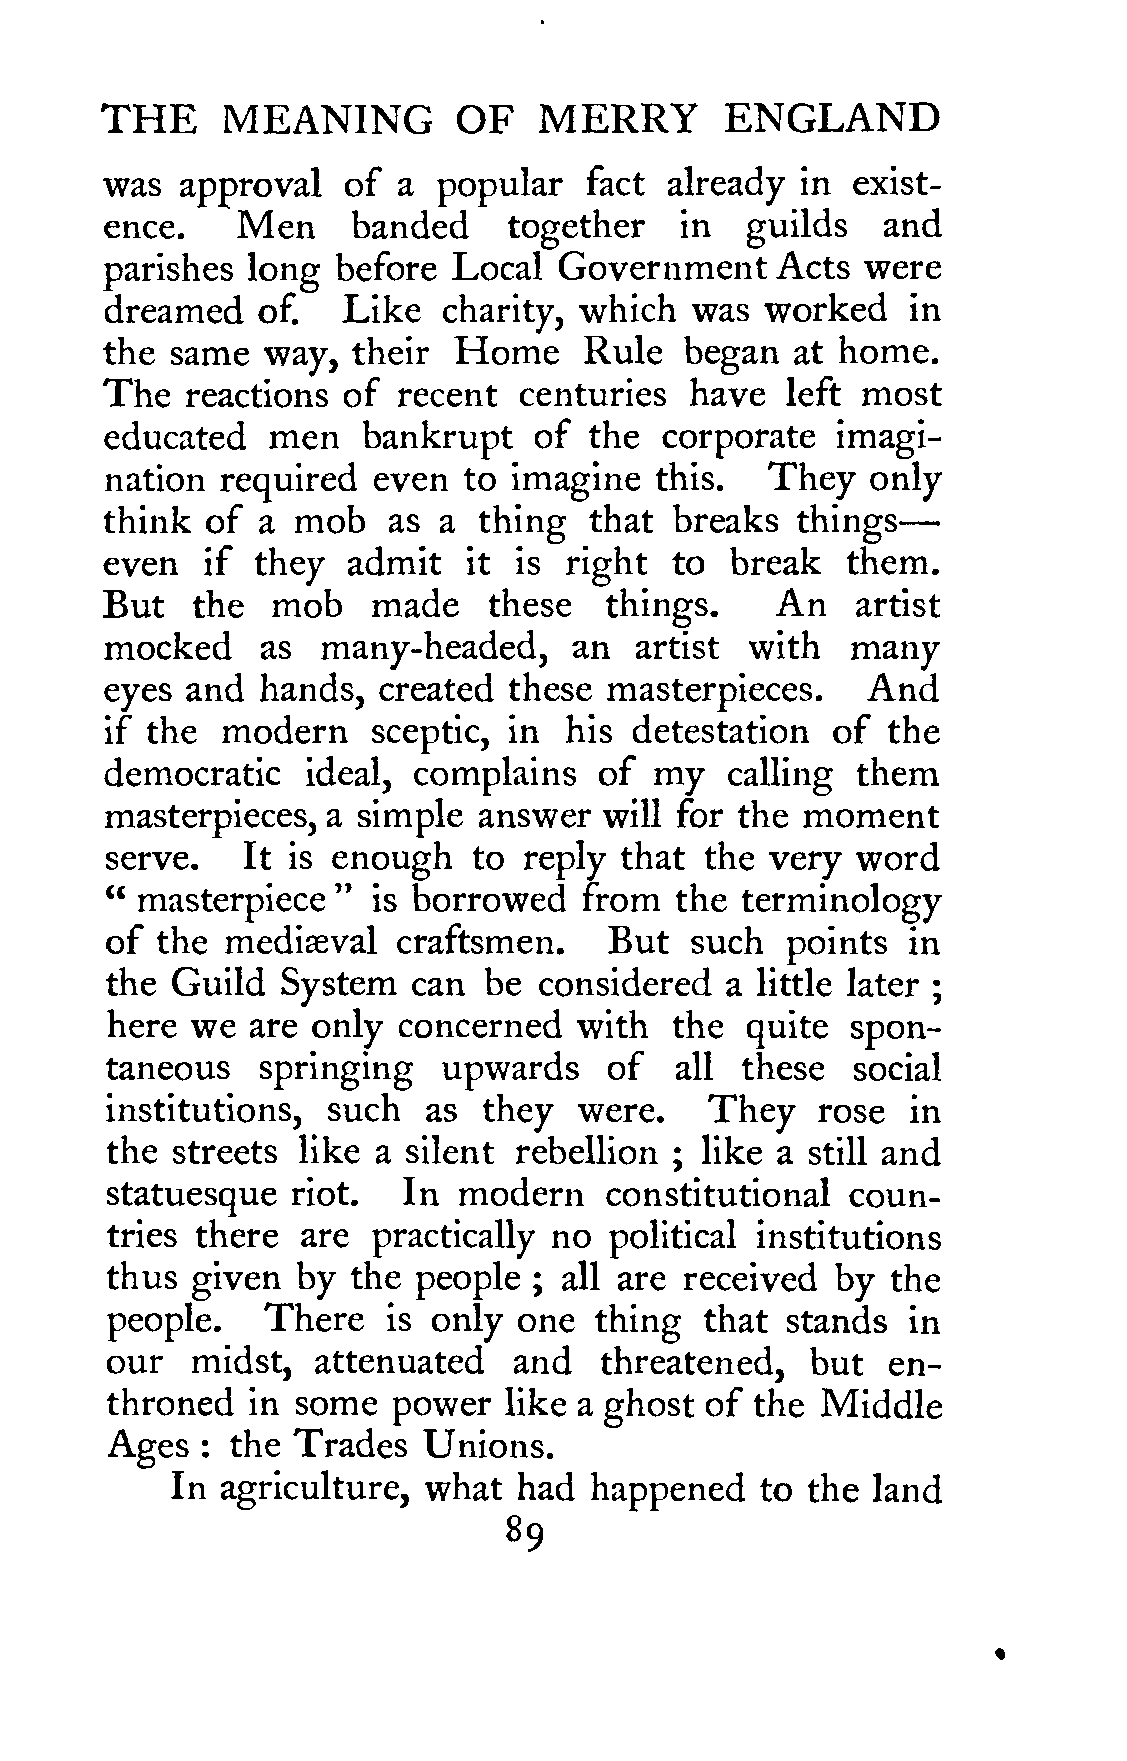 THE MEANING OF MERRY ENGLAND
was approval of a popular fact already in exist-
ence. Men banded together in guilds and
parishes long before Local Government Acts were
dreamed of. Like charity, which was worked in
the same way, their Home Rule began at home.
The reactions of recent centuries have left most
educated men bankrupt of the corporate imagi-
nation required even to imagine this. They only
think of a mob as a thing that breaks things—
even if they admit it is right to break them.
But the mob made these things. An artist
mocked as many-headed, an artist with many
eyes and hands, created these masterpieces. And
if the modern sceptic, in his detestation of the
democratic ideal, complains of my calling them
masterpieces, a simple answer will for the moment
serve. It is enough to reply that the very word
“ masterpiece ” is borrowed from the terminology
of the mediæval craftsmen. But such points in
the Guild System can be considered a little later ;
here we are only concerned with the quite spon-
taneous springing upwards of all these social
institutions, such as they were. They rose in
the streets like a silent rebellion ; like a still and
statuesque riot. In modern constitutional coun-
tries there are practically no political institutions
thus given by the people ; all are received by the
people. There is only one thing that stands in
our midst, attenuated and threatened, but en-
throned in some power like a ghost of the Middle
Ages : the Trades Unions.
In agriculture, what had happened to the land
89